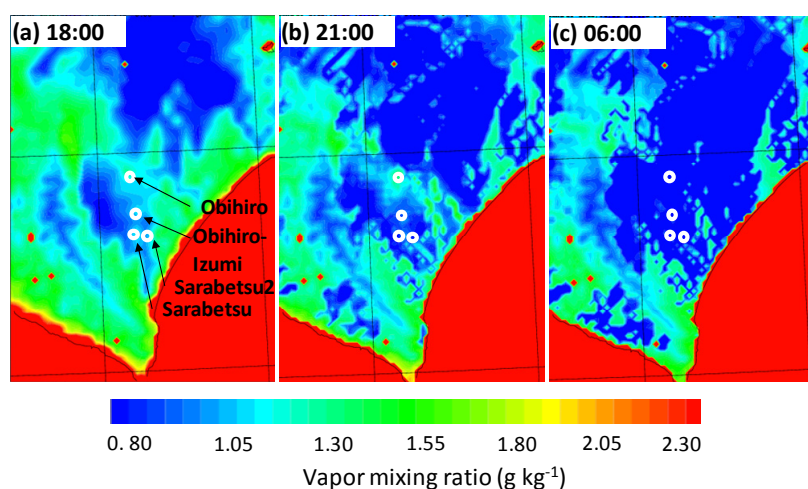 (a) 18:00
(b) 21:00
(c) 06:00
Obihiro
Obihiro-
Izumi
Sarabetsu2
Sarabetsu
0. 80 1.05 1.30 1.55 1.80 2.05 2.30
Vapor mixing ratio (g kg⁻¹)